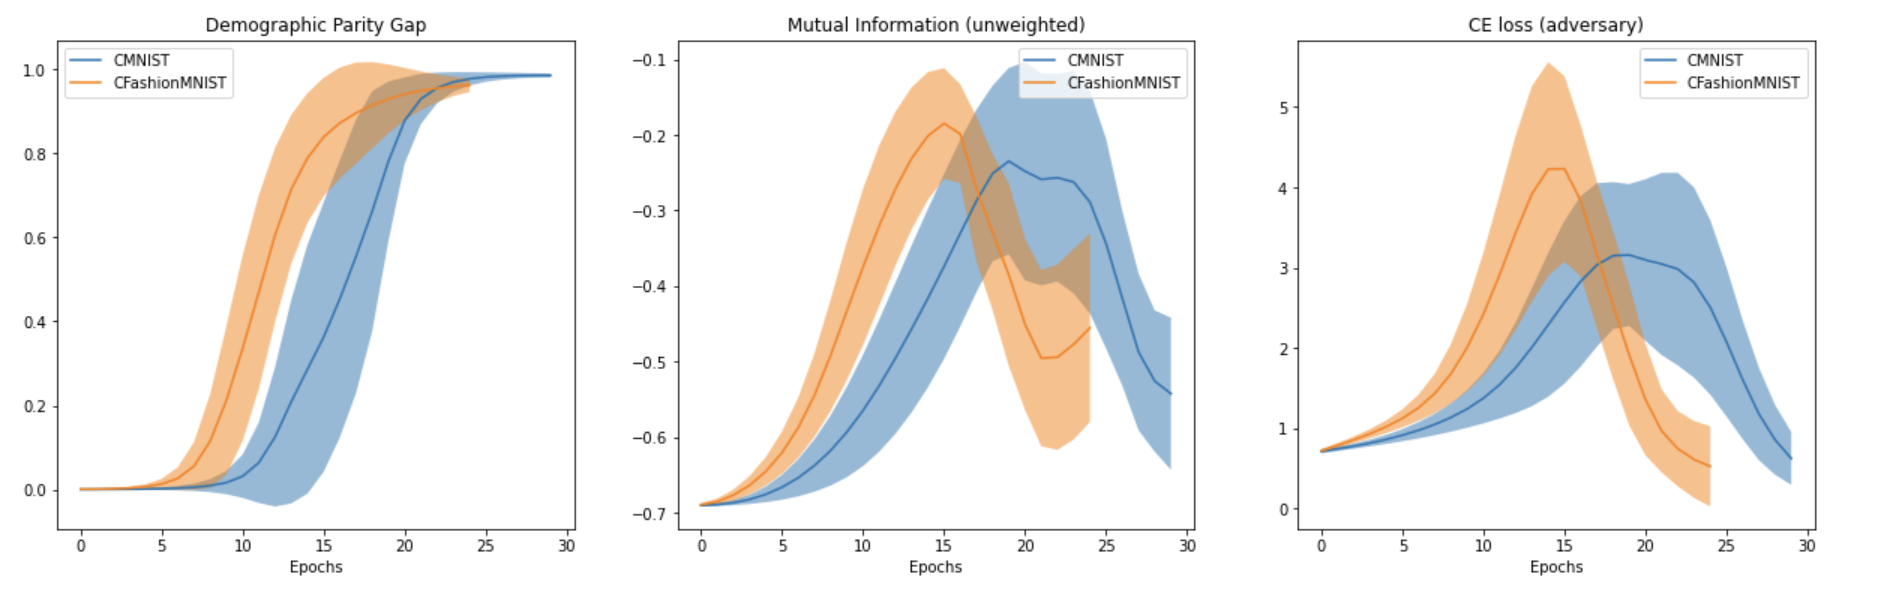 Demographic Parity Gap
CMNIST
CFashionMNIST
1.0
0.8
0.6
0.4
0.2
0.0
0 5 10 15 20 25 30
Epochs
Mutual Information (unweighted)
CMNIST
CFashionMNIST
−0.1
−0.2
−0.3
−0.4
−0.5
−0.6
−0.7
0 5 10 15 20 25 30
Epochs
CE loss (adversary)
CMNIST
CFashionMNIST
5
4
3
2
1
0
0 5 10 15 20 25 30
Epochs